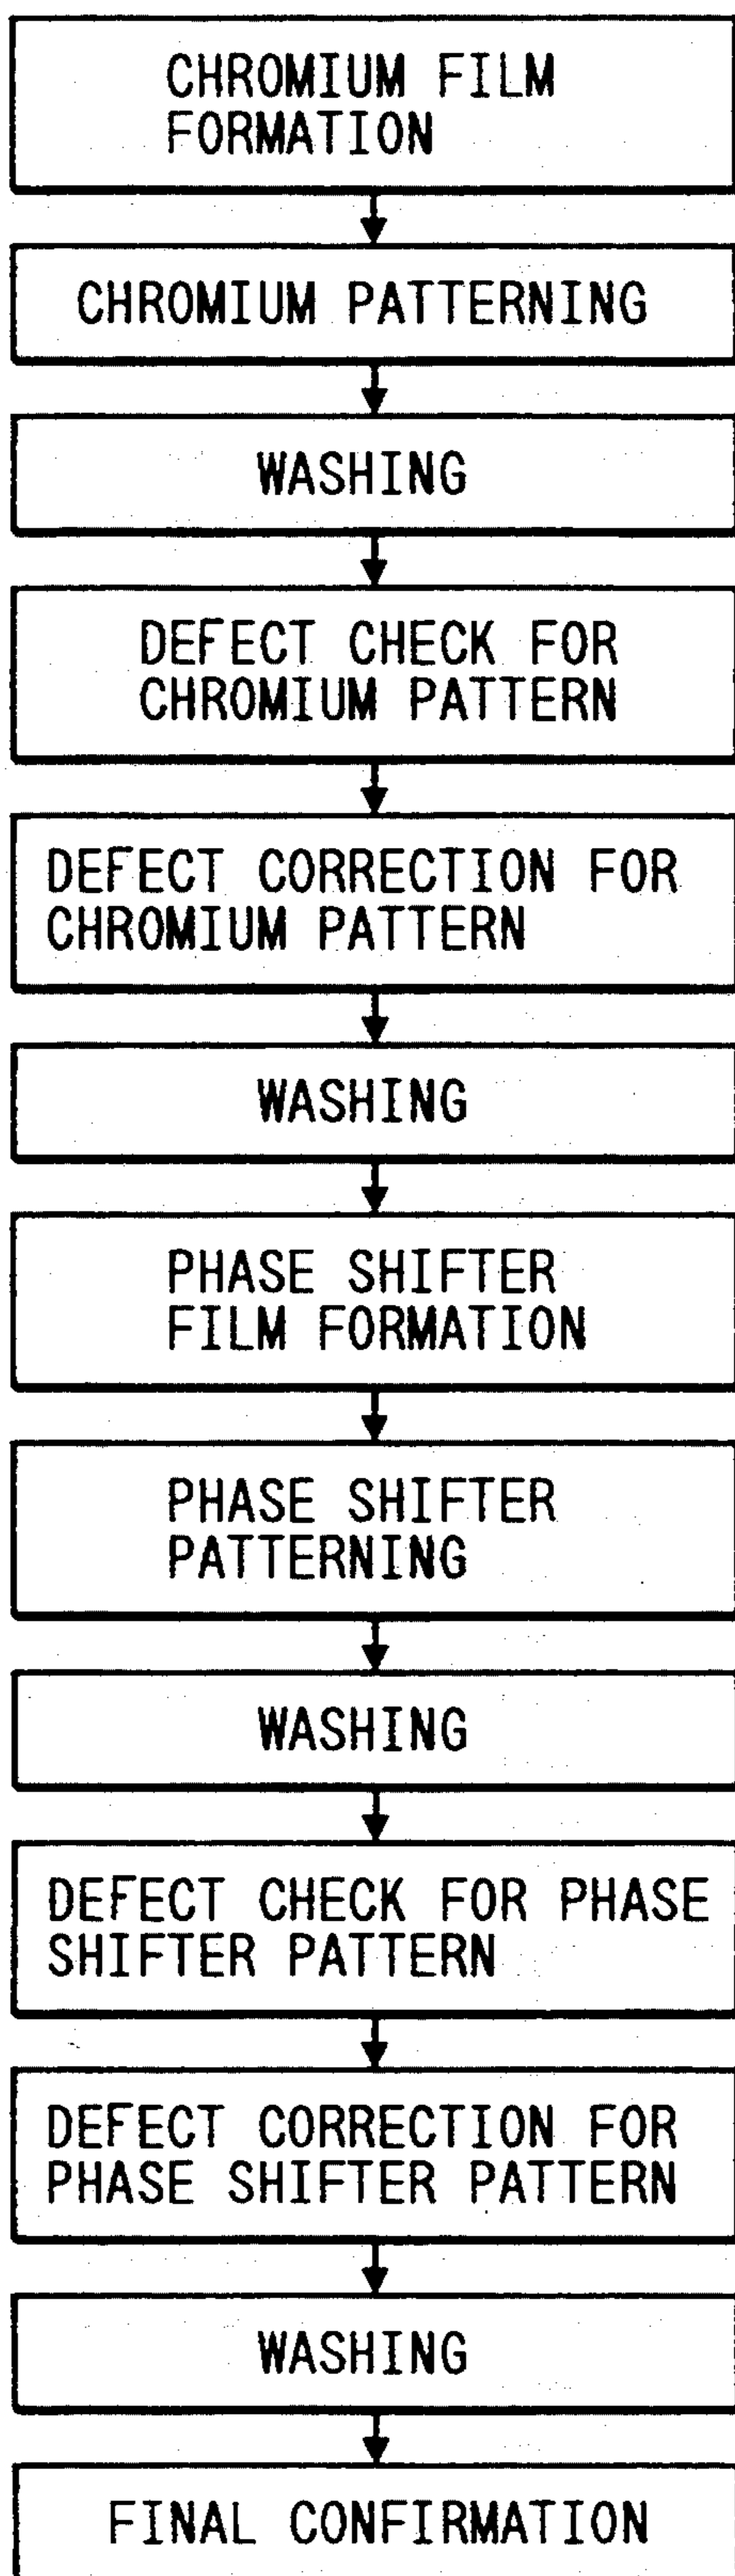 CHROMIUM FILM
FORMATION
CHROMIUM PATTERNING
WASHING
DEFECT CHECK FOR
CHROMIUM PATTERN
DEFECT CORRECTION FOR
CHROMIUM PATTERN
WASHING
PHASE SHIFTER
FILM FORMATION
PHASE SHIFTER
PATTERNING
WASHING
DEFECT CHECK FOR PHASE
SHIFTER PATTERN
DEFECT CORRECTION FOR
PHASE SHIFTER PATTERN
WASHING
FINAL CONFIRMATION